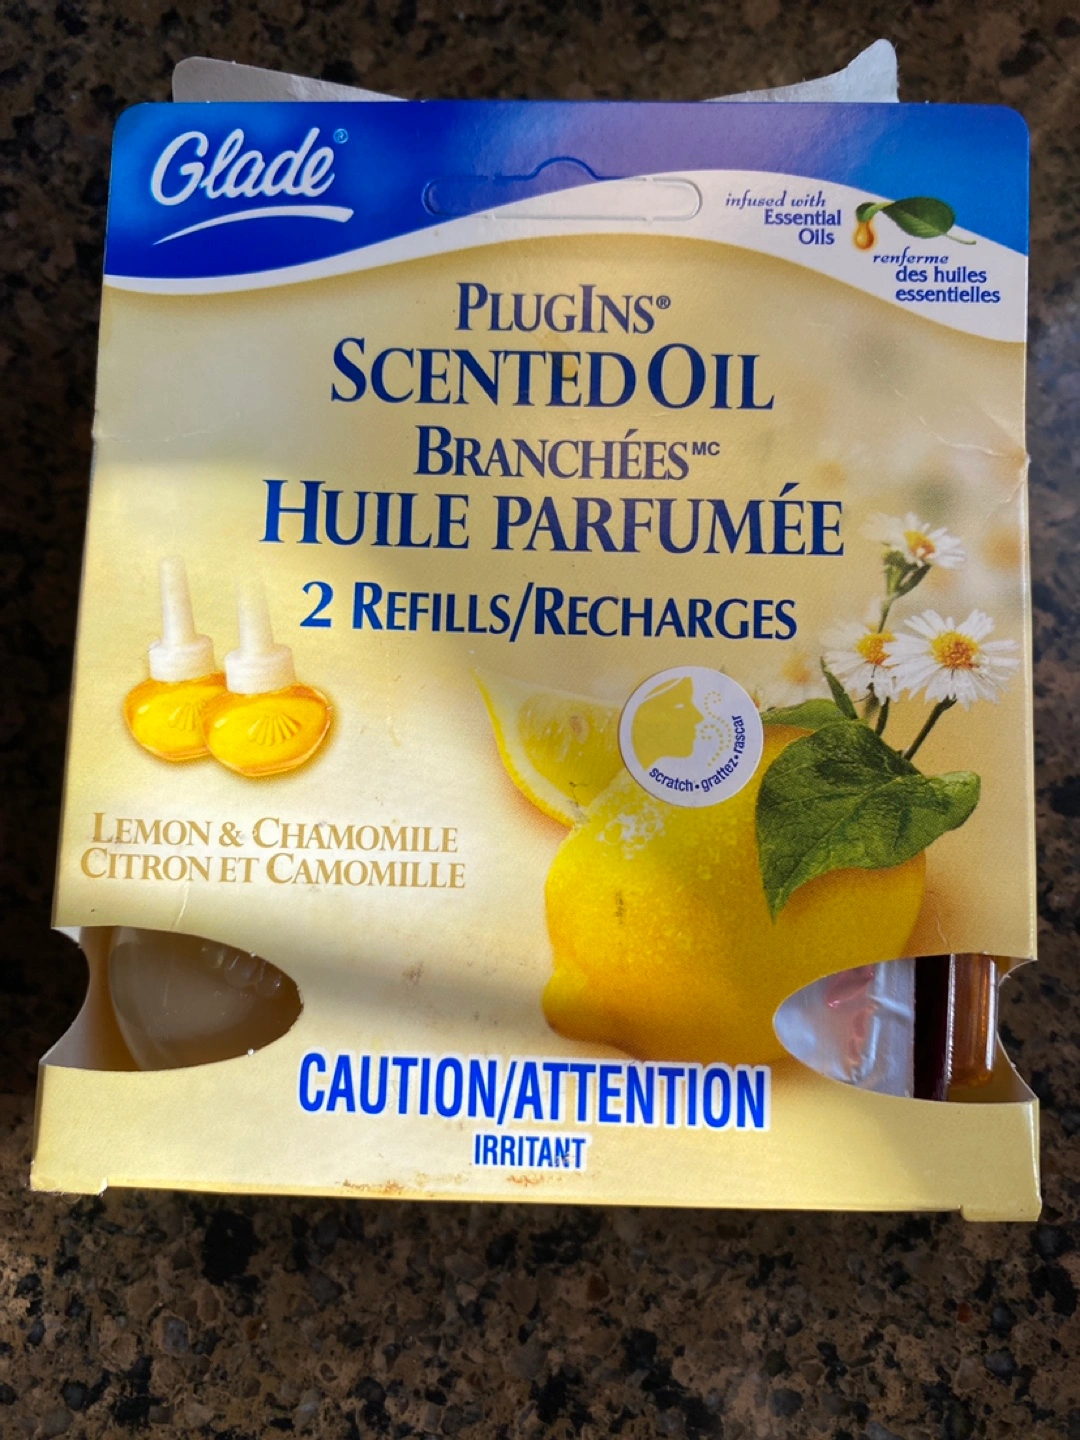 Glade®
infused with
Essential
Oils
renferme
des huiles
essentielles
PLUGINS®
SCENTED OIL
BRANCHÉES MC
HUILE PARFUMÉE
2 REFILLS/RECHARGES
scratch • grattez • rascar
LEMON & CHAMOMILE
CITRON ET CAMOMILLE
CAUTION/ATTENTION
IRRITANT